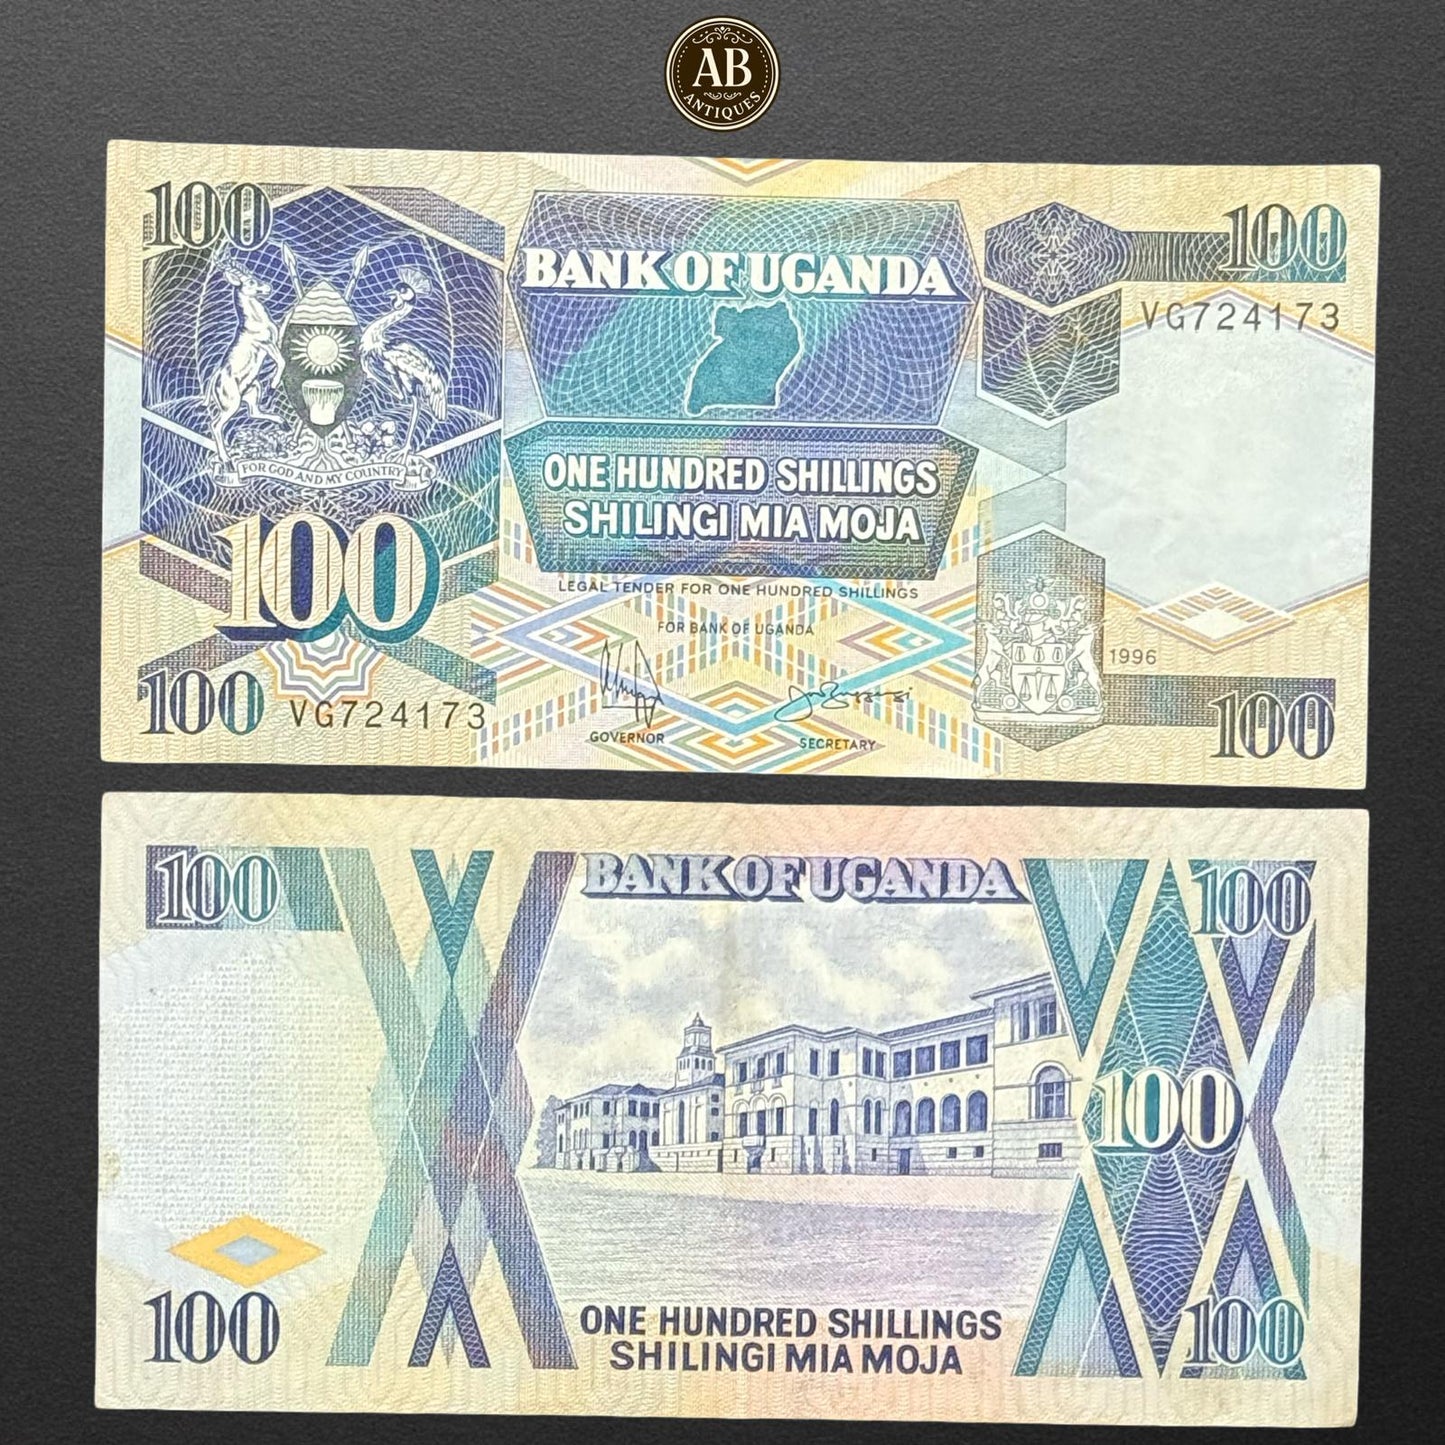 AB
ANTIQUES
100
100
BANK OF UGANDA
VG724173
FOR GOD AND MY COUNTRY
ONE HUNDRED SHILLINGS
SHILINGI MIA MOJA
100
LEGAL TENDER FOR ONE HUNDRED SHILLINGS
FOR BANK OF UGANDA
1996
100
VG724173
GOVERNOR
SECRETARY
100
100
BANK OF UGANDA
100
100
100
ONE HUNDRED SHILLINGS
SHILINGI MIA MOJA
100